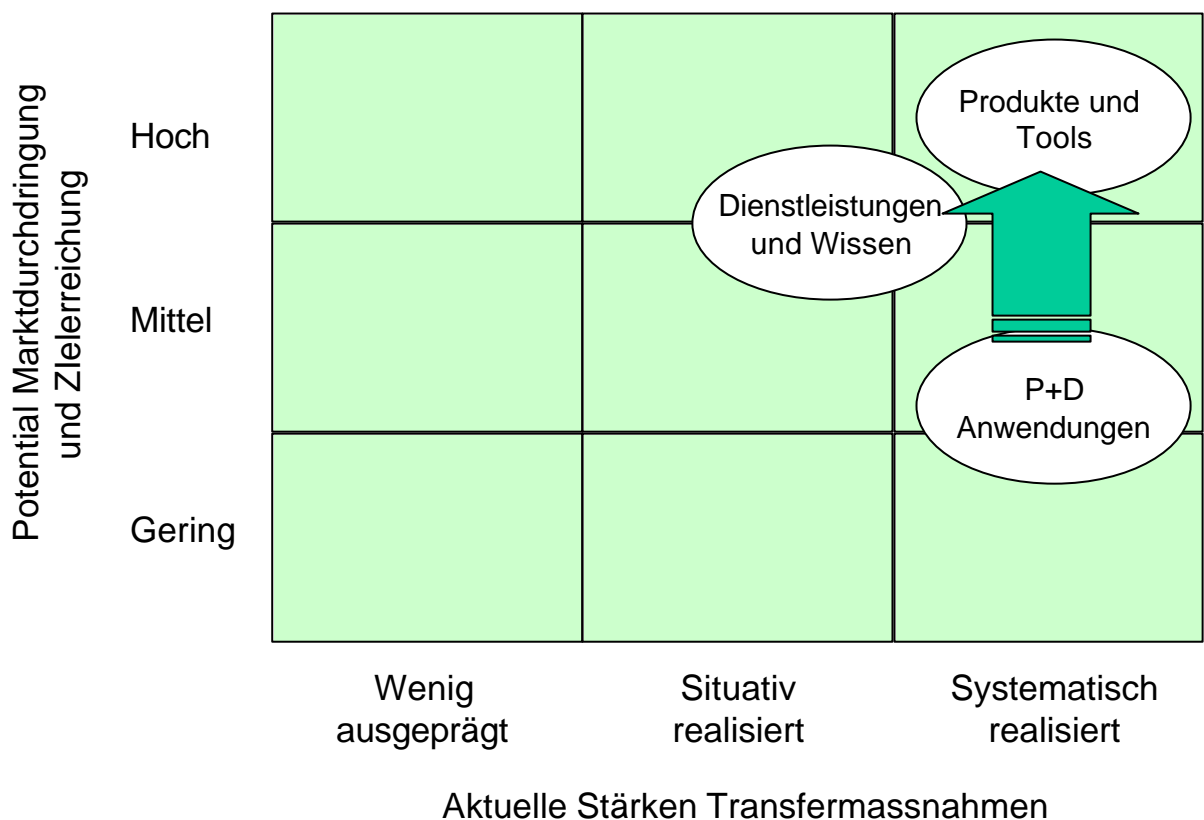 Potential Marktdurchdringung
und ZIelerreichung
Hoch
Mittel
Gering
Produkte und
Tools
Dienstleistungen
und Wissen
P+D
Anwendungen
Wenig
ausgeprägt
Situativ
realisiert
Systematisch
realisiert
Aktuelle Stärken Transfermassnahmen